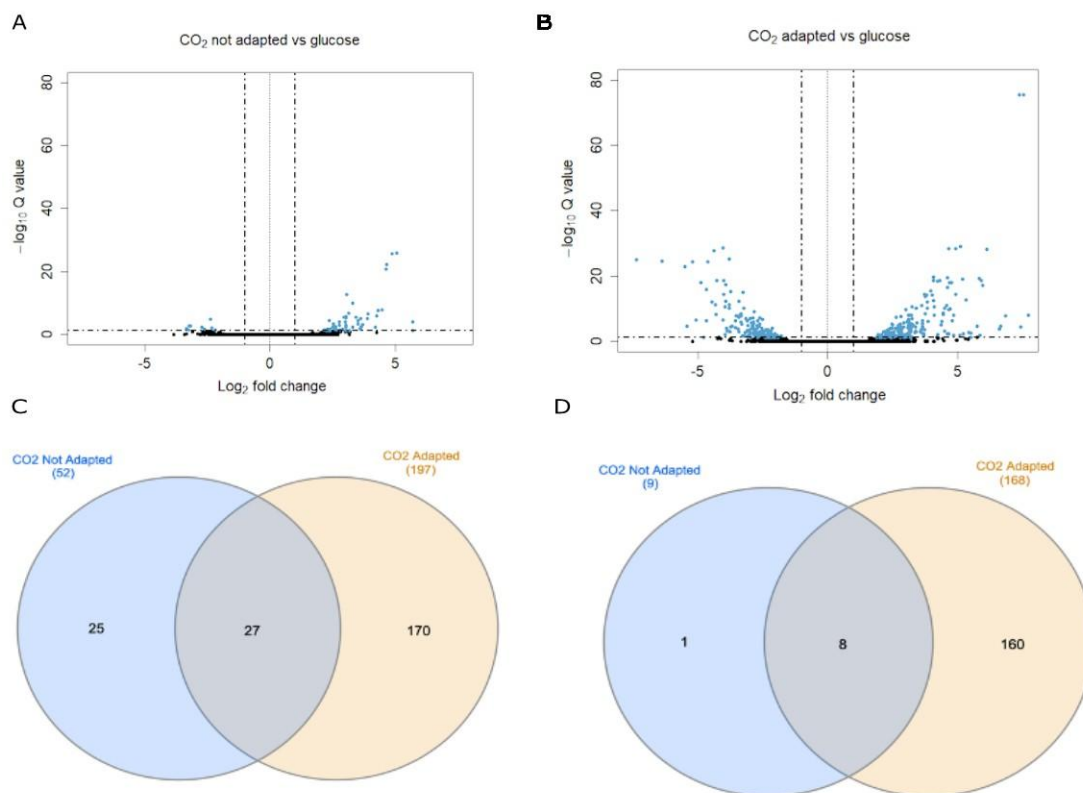 A
CO2 not adapted vs glucose
80
60
40
20
0
−log10 Q value
-5
0
5
Log2 fold change
B
CO2 adapted vs glucose
80
60
40
20
0
−log10 Q value
-5
0
5
Log2 fold change
C
CO2 Not Adapted
(52)
CO2 Adapted
(197)
25
27
170
D
CO2 Not Adapted
(9)
CO2 Adapted
(168)
1
8
160